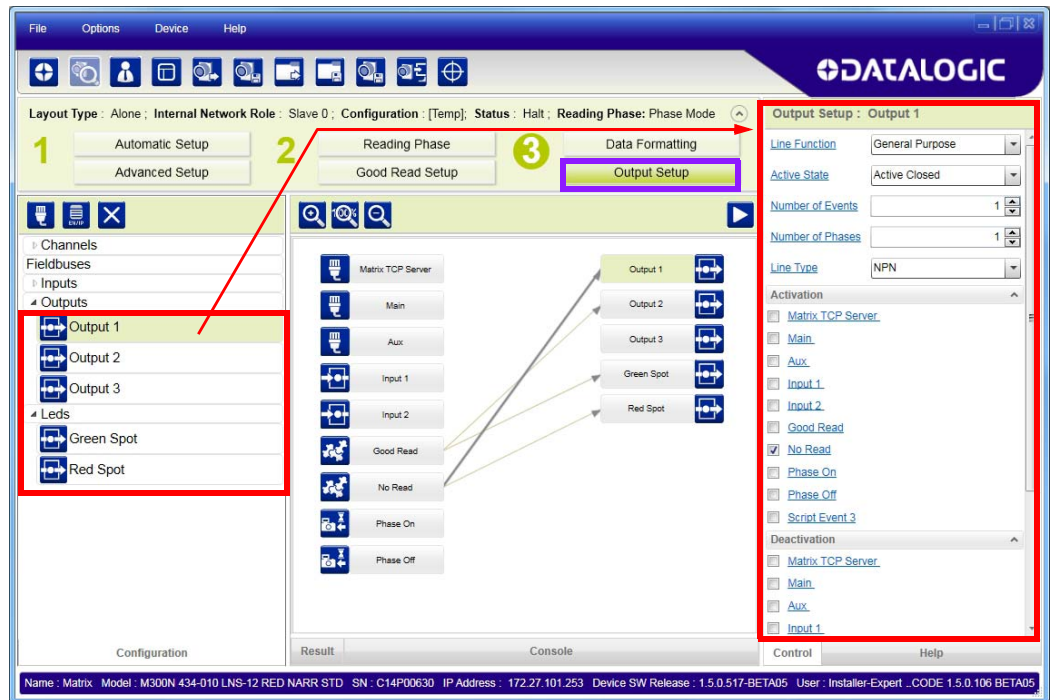 File Options Device Help
DATALOGIC
Layout Type : Alone ; Internal Network Role : Slave 0 ; Configuration : [Temp]; Status : Halt ; Reading Phase: Phase Mode
1 Automatic Setup
Advanced Setup
2 Reading Phase
Good Read Setup
3 Data Formatting
Output Setup
EN/IP
Channels
Fieldbuses
Inputs
Outputs
Output 1
Output 2
Output 3
Leds
Green Spot
Red Spot
Configuration
100%
Matrix TCP Server
Main
Aux
Input 1
Input 2
Good Read
No Read
Phase On
Phase Off
Output 1
Output 2
Output 3
Green Spot
Red Spot
Result Console
Output Setup : Output 1
Line Function General Purpose
Active State Active Closed
Number of Events 1
Number of Phases 1
Line Type NPN
Activation
Matrix TCP Server
Main
Aux
Input 1
Input 2
Good Read
No Read
Phase On
Phase Off
Script Event 3
Deactivation
Matrix TCP Server
Main
Aux
Input 1
Control Help
Name : Matrix Model : M300N 434-010 LNS-12 RED NARR STD SN : C14P00630 IP Address : 172.27.101.253 Device SW Release : 1.5.0.517-BETA05 User : Installer-Expert ..CODE 1.5.0.106 BETA05